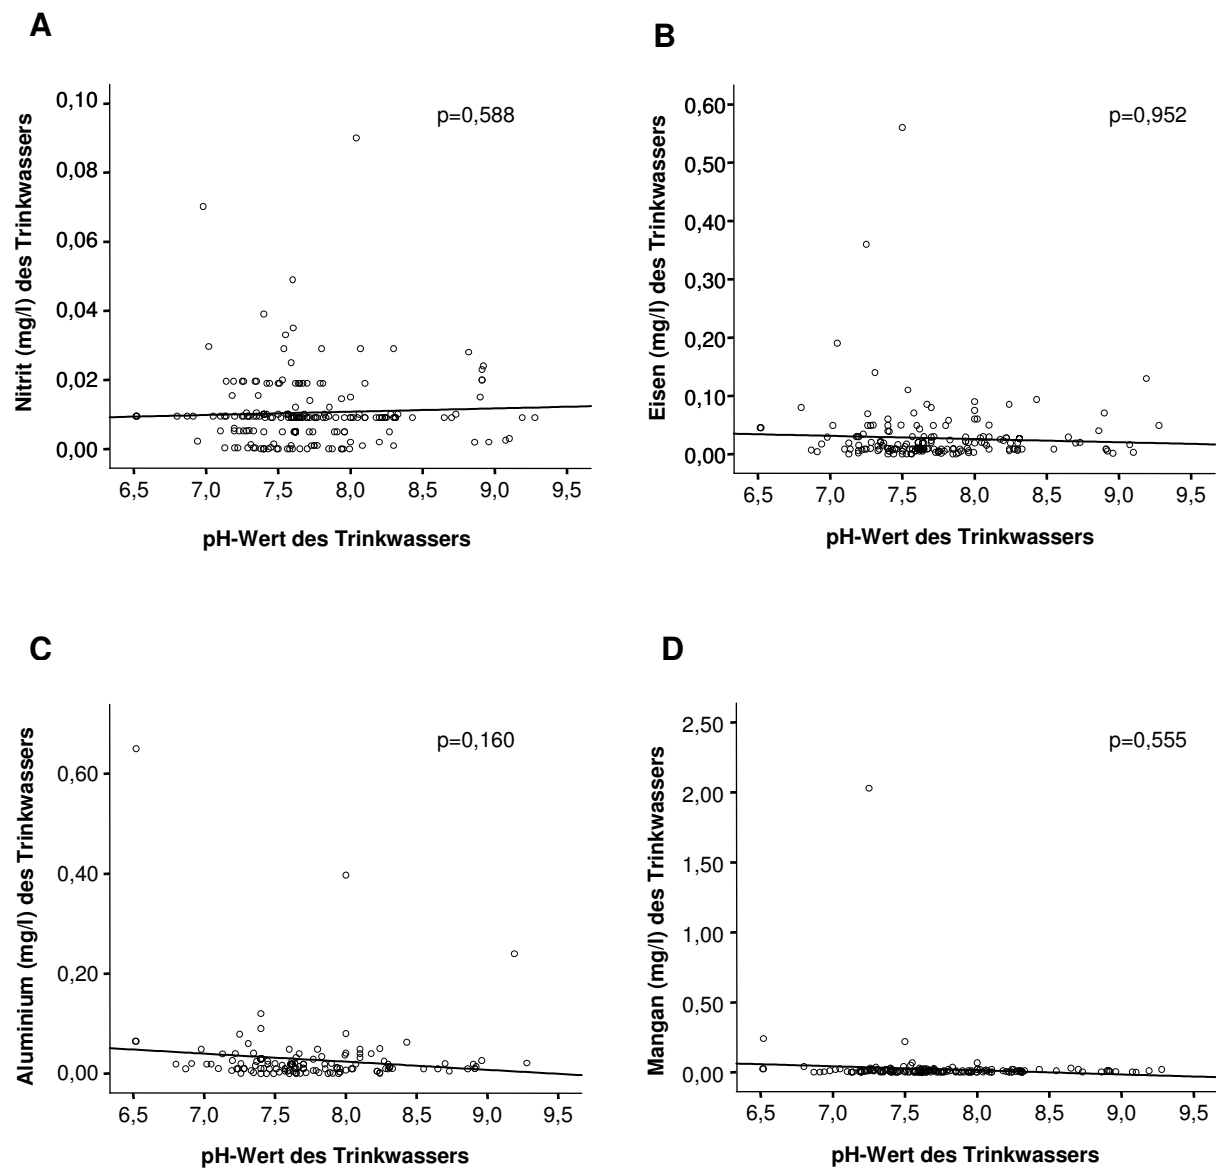 A
Nitrit (mg/l) des Trinkwassers
0,10
0,08
0,06
0,04
0,02
0,00
p=0,588
6,5 7,0 7,5 8,0 8,5 9,0 9,5
pH-Wert des Trinkwassers
B
Eisen (mg/l) des Trinkwassers
0,60
0,50
0,40
0,30
0,20
0,10
0,00
p=0,952
6,5 7,0 7,5 8,0 8,5 9,0 9,5
pH-Wert des Trinkwassers
C
Aluminium (mg/l) des Trinkwassers
0,60
0,40
0,20
0,00
p=0,160
6,5 7,0 7,5 8,0 8,5 9,0 9,5
pH-Wert des Trinkwassers
D
Mangan (mg/l) des Trinkwassers
2,50
2,00
1,50
1,00
0,50
0,00
p=0,555
6,5 7,0 7,5 8,0 8,5 9,0 9,5
pH-Wert des Trinkwassers